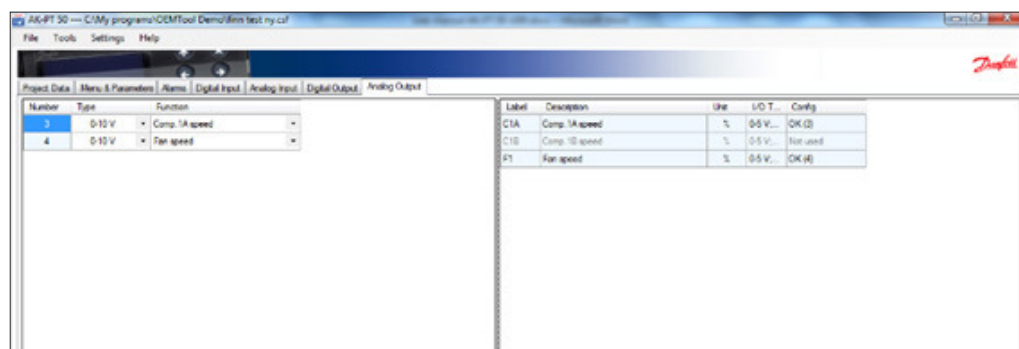 AK-PT 50 --- C:\My programs\OEMTool Demo\finn test ny.csf
File Tools Settings Help
Danfoss
Project Data Menu & Parameters Alarms Digital Input Analog Input Digital Output Analog Output
Number Type Function
3 0-10 V Comp. 1A speed
4 0-10 V Fan speed
Label Description Unit I/O T... Config
C1A Comp. 1A speed % 0-5 V;... OK (3)
C1B Comp. 1B speed % 0-5 V;... Not used
F1 Fan speed % 0-5 V;... OK (4)